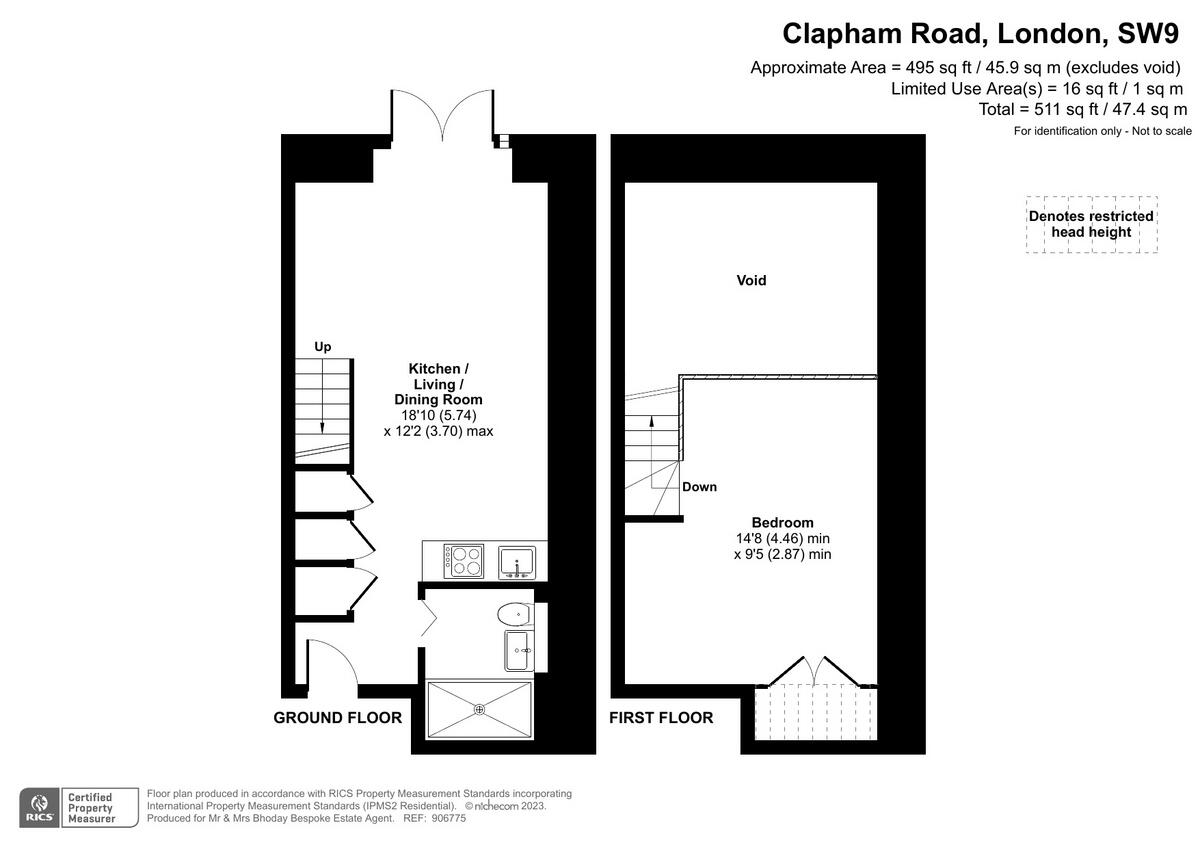 Clapham Road, London, SW9
Approximate Area = 495 sq ft / 45.9 sq m (excludes void)
Limited Use Area(s) = 16 sq ft / 1 sq m
Total = 511 sq ft / 47.4 sq m
For identification only - Not to scale
Denotes restricted
head height
Void
Up
Kitchen /
Living /
Dining Room
18'10 (5.74)
x 12'2 (3.70) max
Down
Bedroom
14'8 (4.46) min
x 9'5 (2.87) min
GROUND FLOOR
FIRST FLOOR
RICS
Certified
Property
Measurer
Floor plan produced in accordance with RICS Property Measurement Standards incorporating
International Property Measurement Standards (IPMS2 Residential). © nichecom 2023.
Produced for Mr & Mrs Bhoday Bespoke Estate Agent. REF: 906775